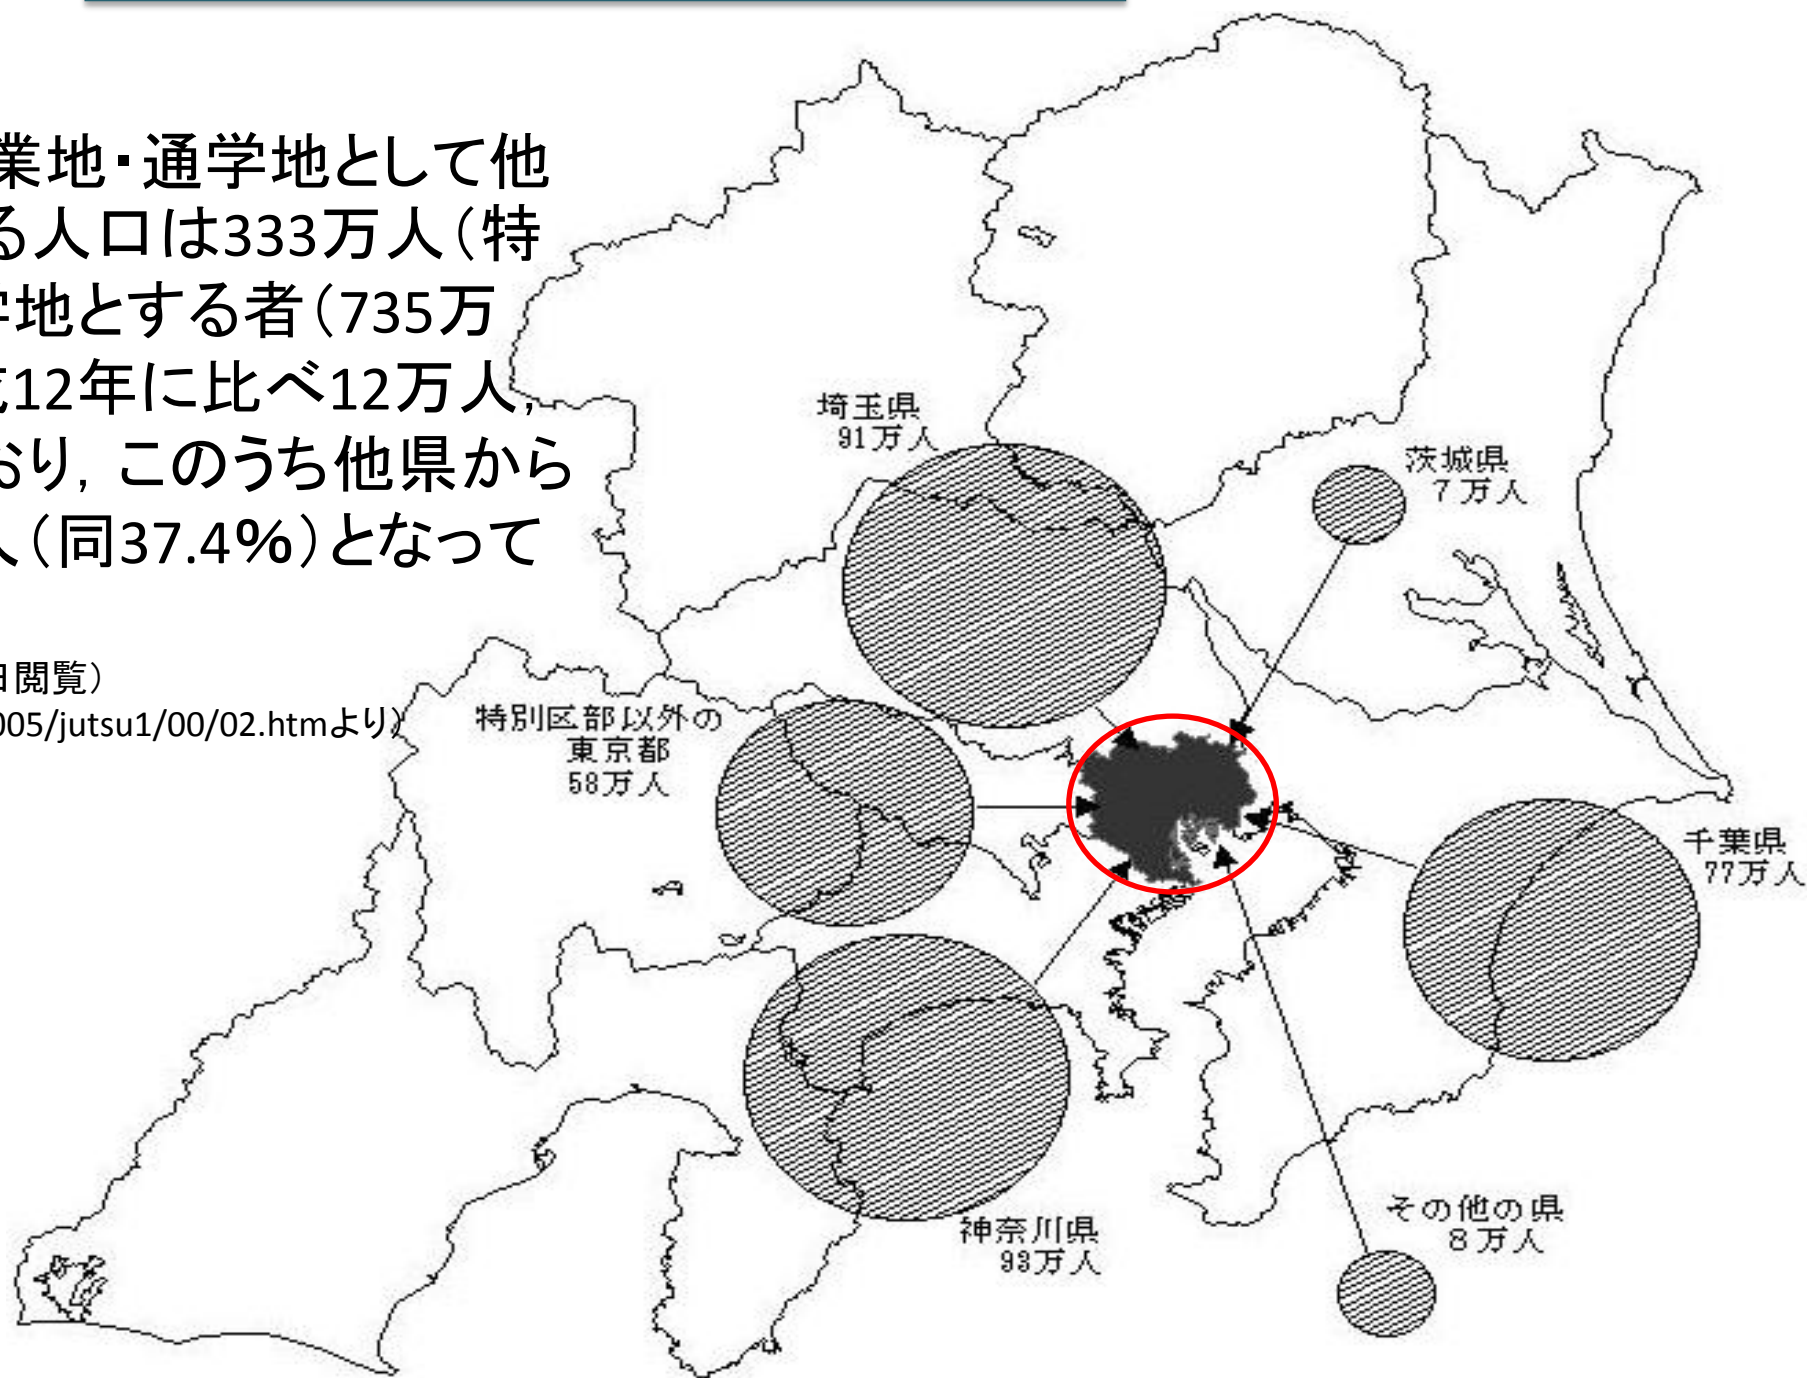 業地・通学地として他
る人口は333万人（特
学地とする者（735万
成12年に比べ12万人，
おり，このうち他県から
人（同37.4％）となって
日閲覧）
005/jutsu1/00/02.htmより）
埼玉県
91万人
茨城県
7万人
特別区部以外の
東京都
58万人
千葉県
77万人
神奈川県
93万人
その他の県
8万人